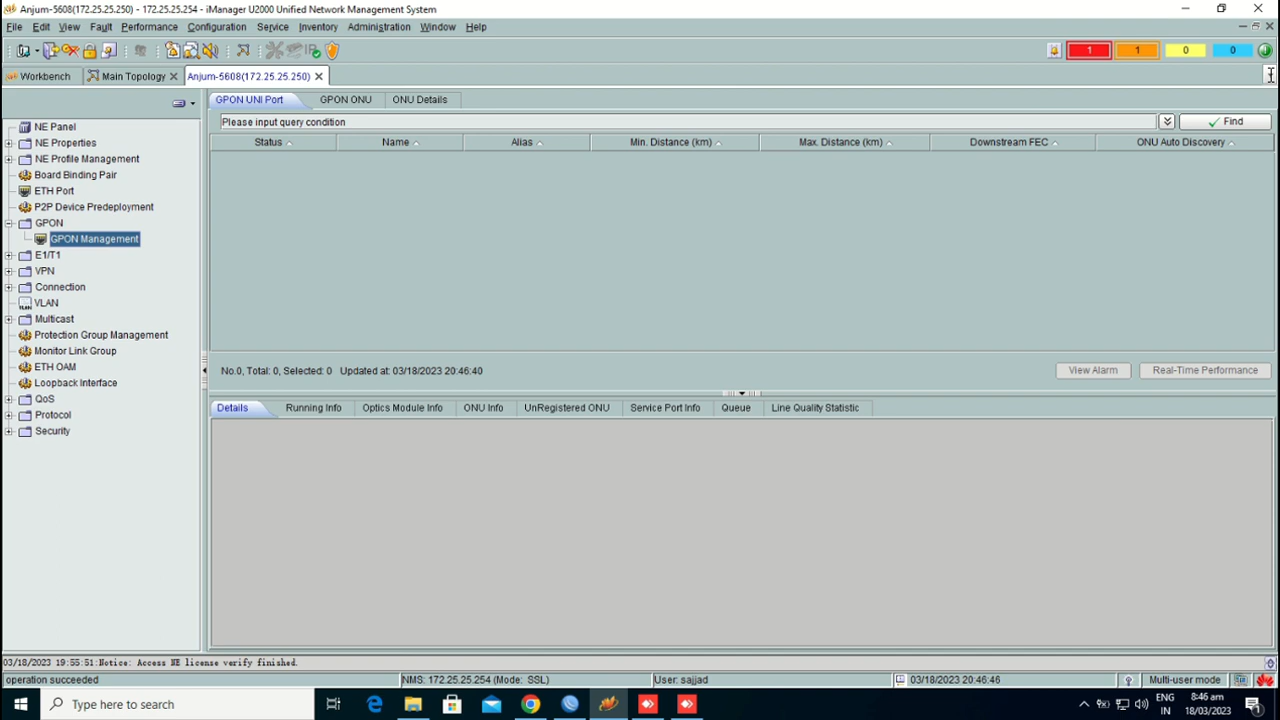 Anjum-5608(172.25.25.250) - 172.25.25.254 - iManager U2000 Unified Network Management System
File Edit View Fault Performance Configuration Service Inventory Administration Window Help
1 1 0 0
Workbench Main Topology Anjum-5608(172.25.25.250)
GPON UNI Port GPON ONU ONU Details
Please input query condition Find
Status Name Alias Min. Distance (km) Max. Distance (km) Downstream FEC ONU Auto Discovery
NE Panel
NE Properties
NE Profile Management
Board Binding Pair
ETH Port
P2P Device Predeployment
GPON
GPON Management
E1/T1
VPN
Connection
VLAN
Multicast
Protection Group Management
Monitor Link Group
ETH OAM
Loopback Interface
QoS
Protocol
Security
No.0, Total: 0, Selected: 0 Updated at: 03/18/2023 20:46:40 View Alarm Real-Time Performance
Details Running Info Optics Module Info ONU Info UnRegistered ONU Service Port Info Queue Line Quality Statistic
03/18/2023 19:55:51:Notice: Access NE license verify finished.
operation succeeded NMS: 172.25.25.254 (Mode: SSL) User: sajjad 03/18/2023 20:46:46 Multi-user mode
Type here to search ENG IN 8:46 am 18/03/2023 1